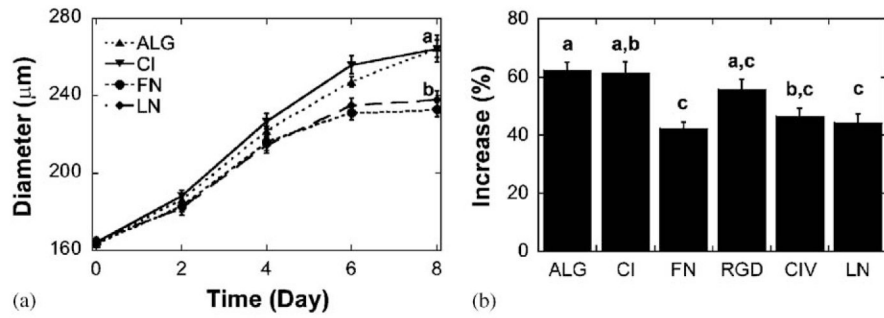 280
240
200
160
Diameter (μm)
ALG
CI
FN
LN
a
b
0 2 4 6 8
(a) Time (Day)
80
60
40
20
0
Increase (%)
a a,b c a,c b,c c
ALG CI FN RGD CIV LN
(b)